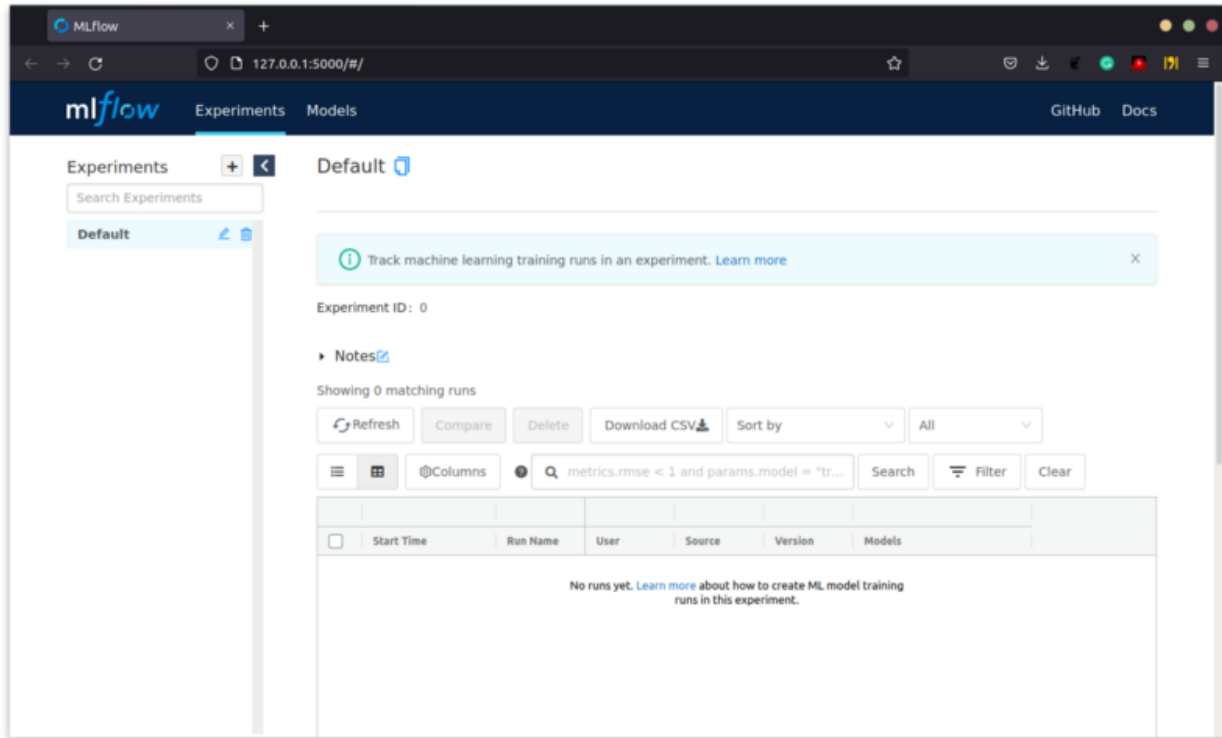 MLflow
127.0.0.1:5000/#/
mlflow Experiments Models GitHub Docs
Experiments
Search Experiments
Default
Default
Track machine learning training runs in an experiment. Learn more
Experiment ID: 0
Notes
Showing 0 matching runs
Refresh Compare Delete Download CSV Sort by All
Columns metrics.rmse < 1 and params.model = "tr... Search Filter Clear
Start Time Run Name User Source Version Models
No runs yet. Learn more about how to create ML model training
runs in this experiment.